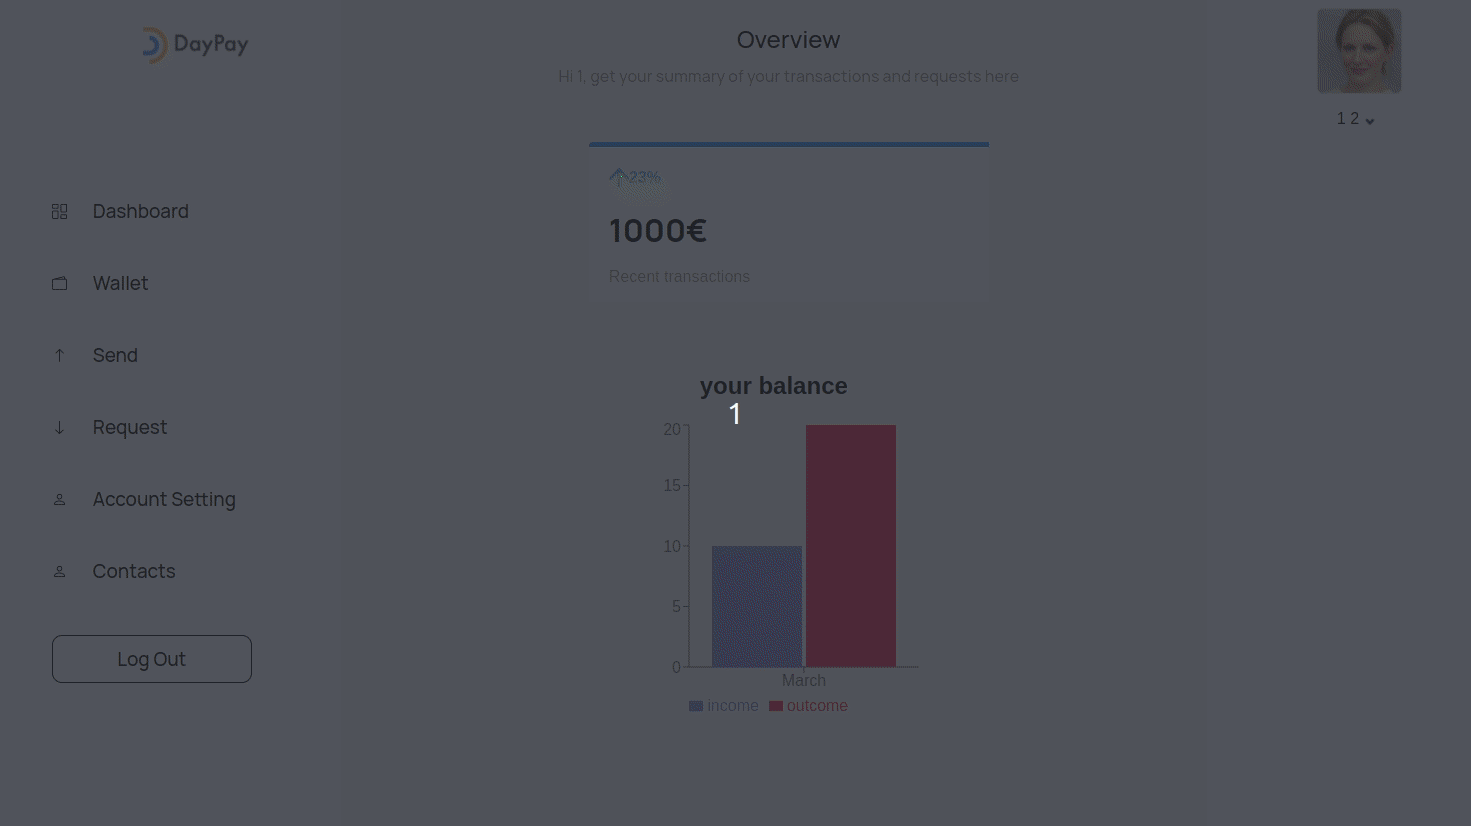 DayPay
Overview
Hi 1, get your summary of your transactions and requests here
1 2
23%
1000€
Recent transactions
Dashboard
Wallet
Send
Request
Account Setting
Contacts
Log Out
your balance
1
20
15
10
5
0
March
income outcome